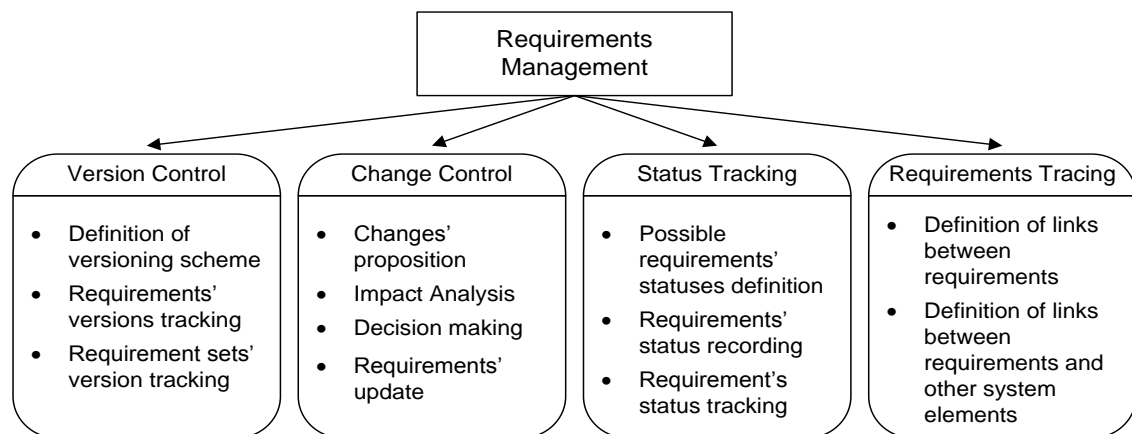 Requirements
Management
Version Control
• Definition of
versioning scheme
• Requirements’
versions tracking
• Requirement sets’
version tracking
Change Control
• Changes’
proposition
• Impact Analysis
• Decision making
• Requirements’
update
Status Tracking
• Possible
requirements’
statuses definition
• Requirements’
status recording
• Requirement’s
status tracking
Requirements Tracing
• Definition of links
between
requirements
• Definition of links
between
requirements and
other system
elements